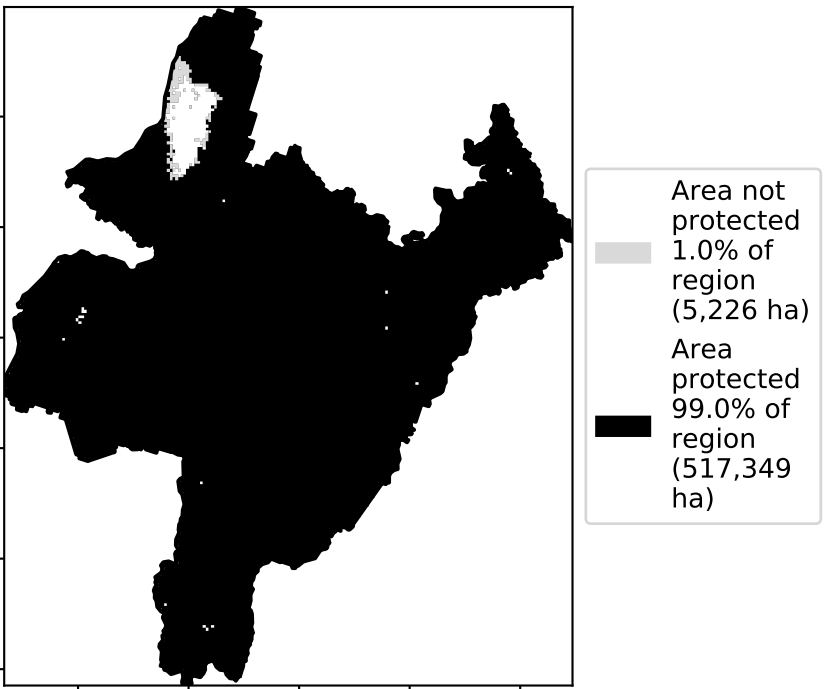 Area not
protected
1.0% of
region
(5,226 ha)
Area
protected
99.0% of
region
(517,349
ha)